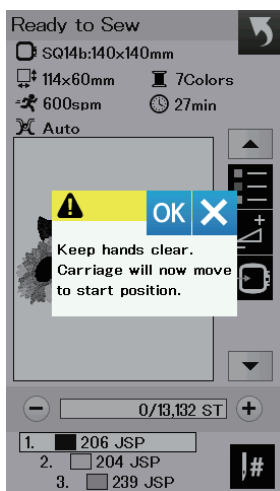 Ready to Sew
SQ14b:140x140mm
114x60mm 7Colors
600spm 27min
Auto
OK
Keep hands clear.
Carriage will now move
to start position.
0/13,132 ST
1. 206 JSP
2. 204 JSP
3. 239 JSP
#